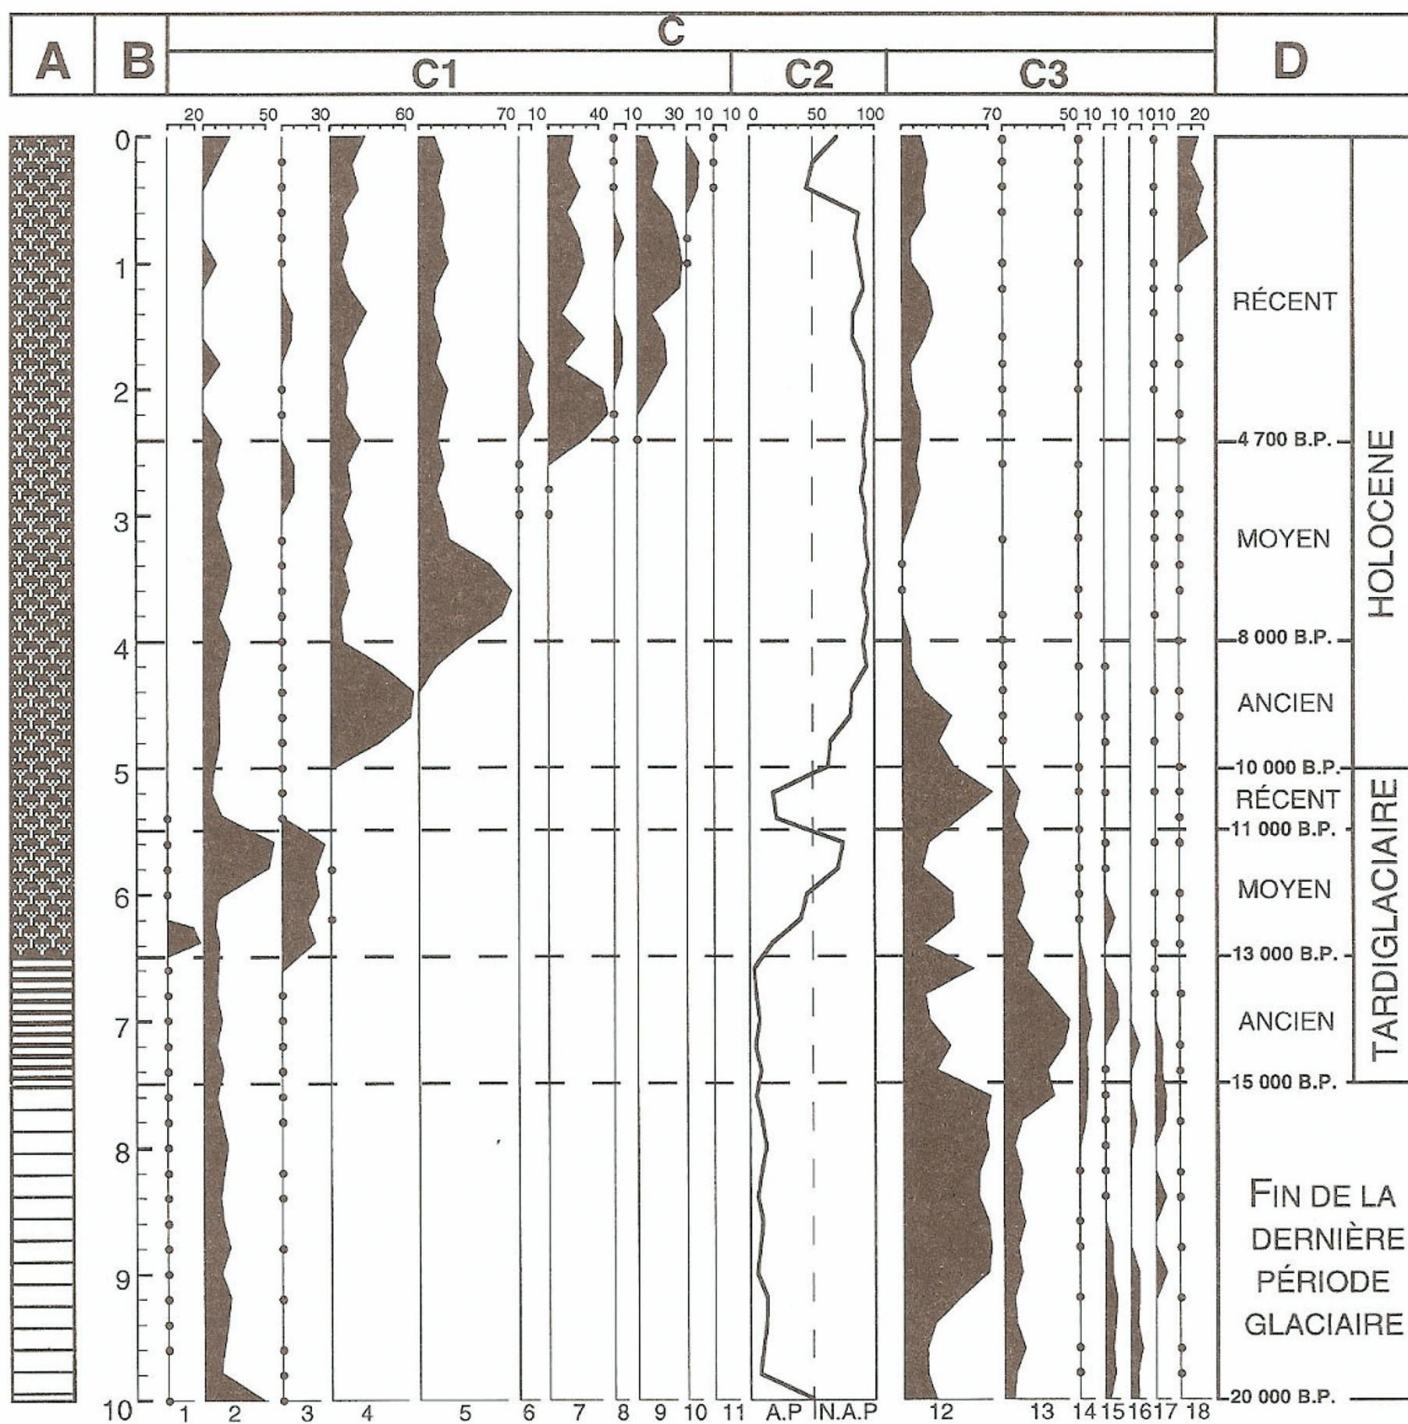 A B C D
C1 C2 C3
20 50 30 60 70 10 40 10 30 10 10 0 50 100 70 50 10 10 10 10 20
0
1
2
3
4
5
6
7
8
9
10
RÉCENT
4 700 B.P.
MOYEN
8 000 B.P.
ANCIEN
10 000 B.P.
HOLOCENE
RÉCENT
11 000 B.P.
MOYEN
13 000 B.P.
ANCIEN
15 000 B.P.
TARDIGLACIAIRE
FIN DE LA
DERNIÈRE
PÉRIODE
GLACIAIRE
20 000 B.P.
1 2 3 4 5 6 7 8 9 10 11 A.P N.A.P 12 13 14 15 16 17 18